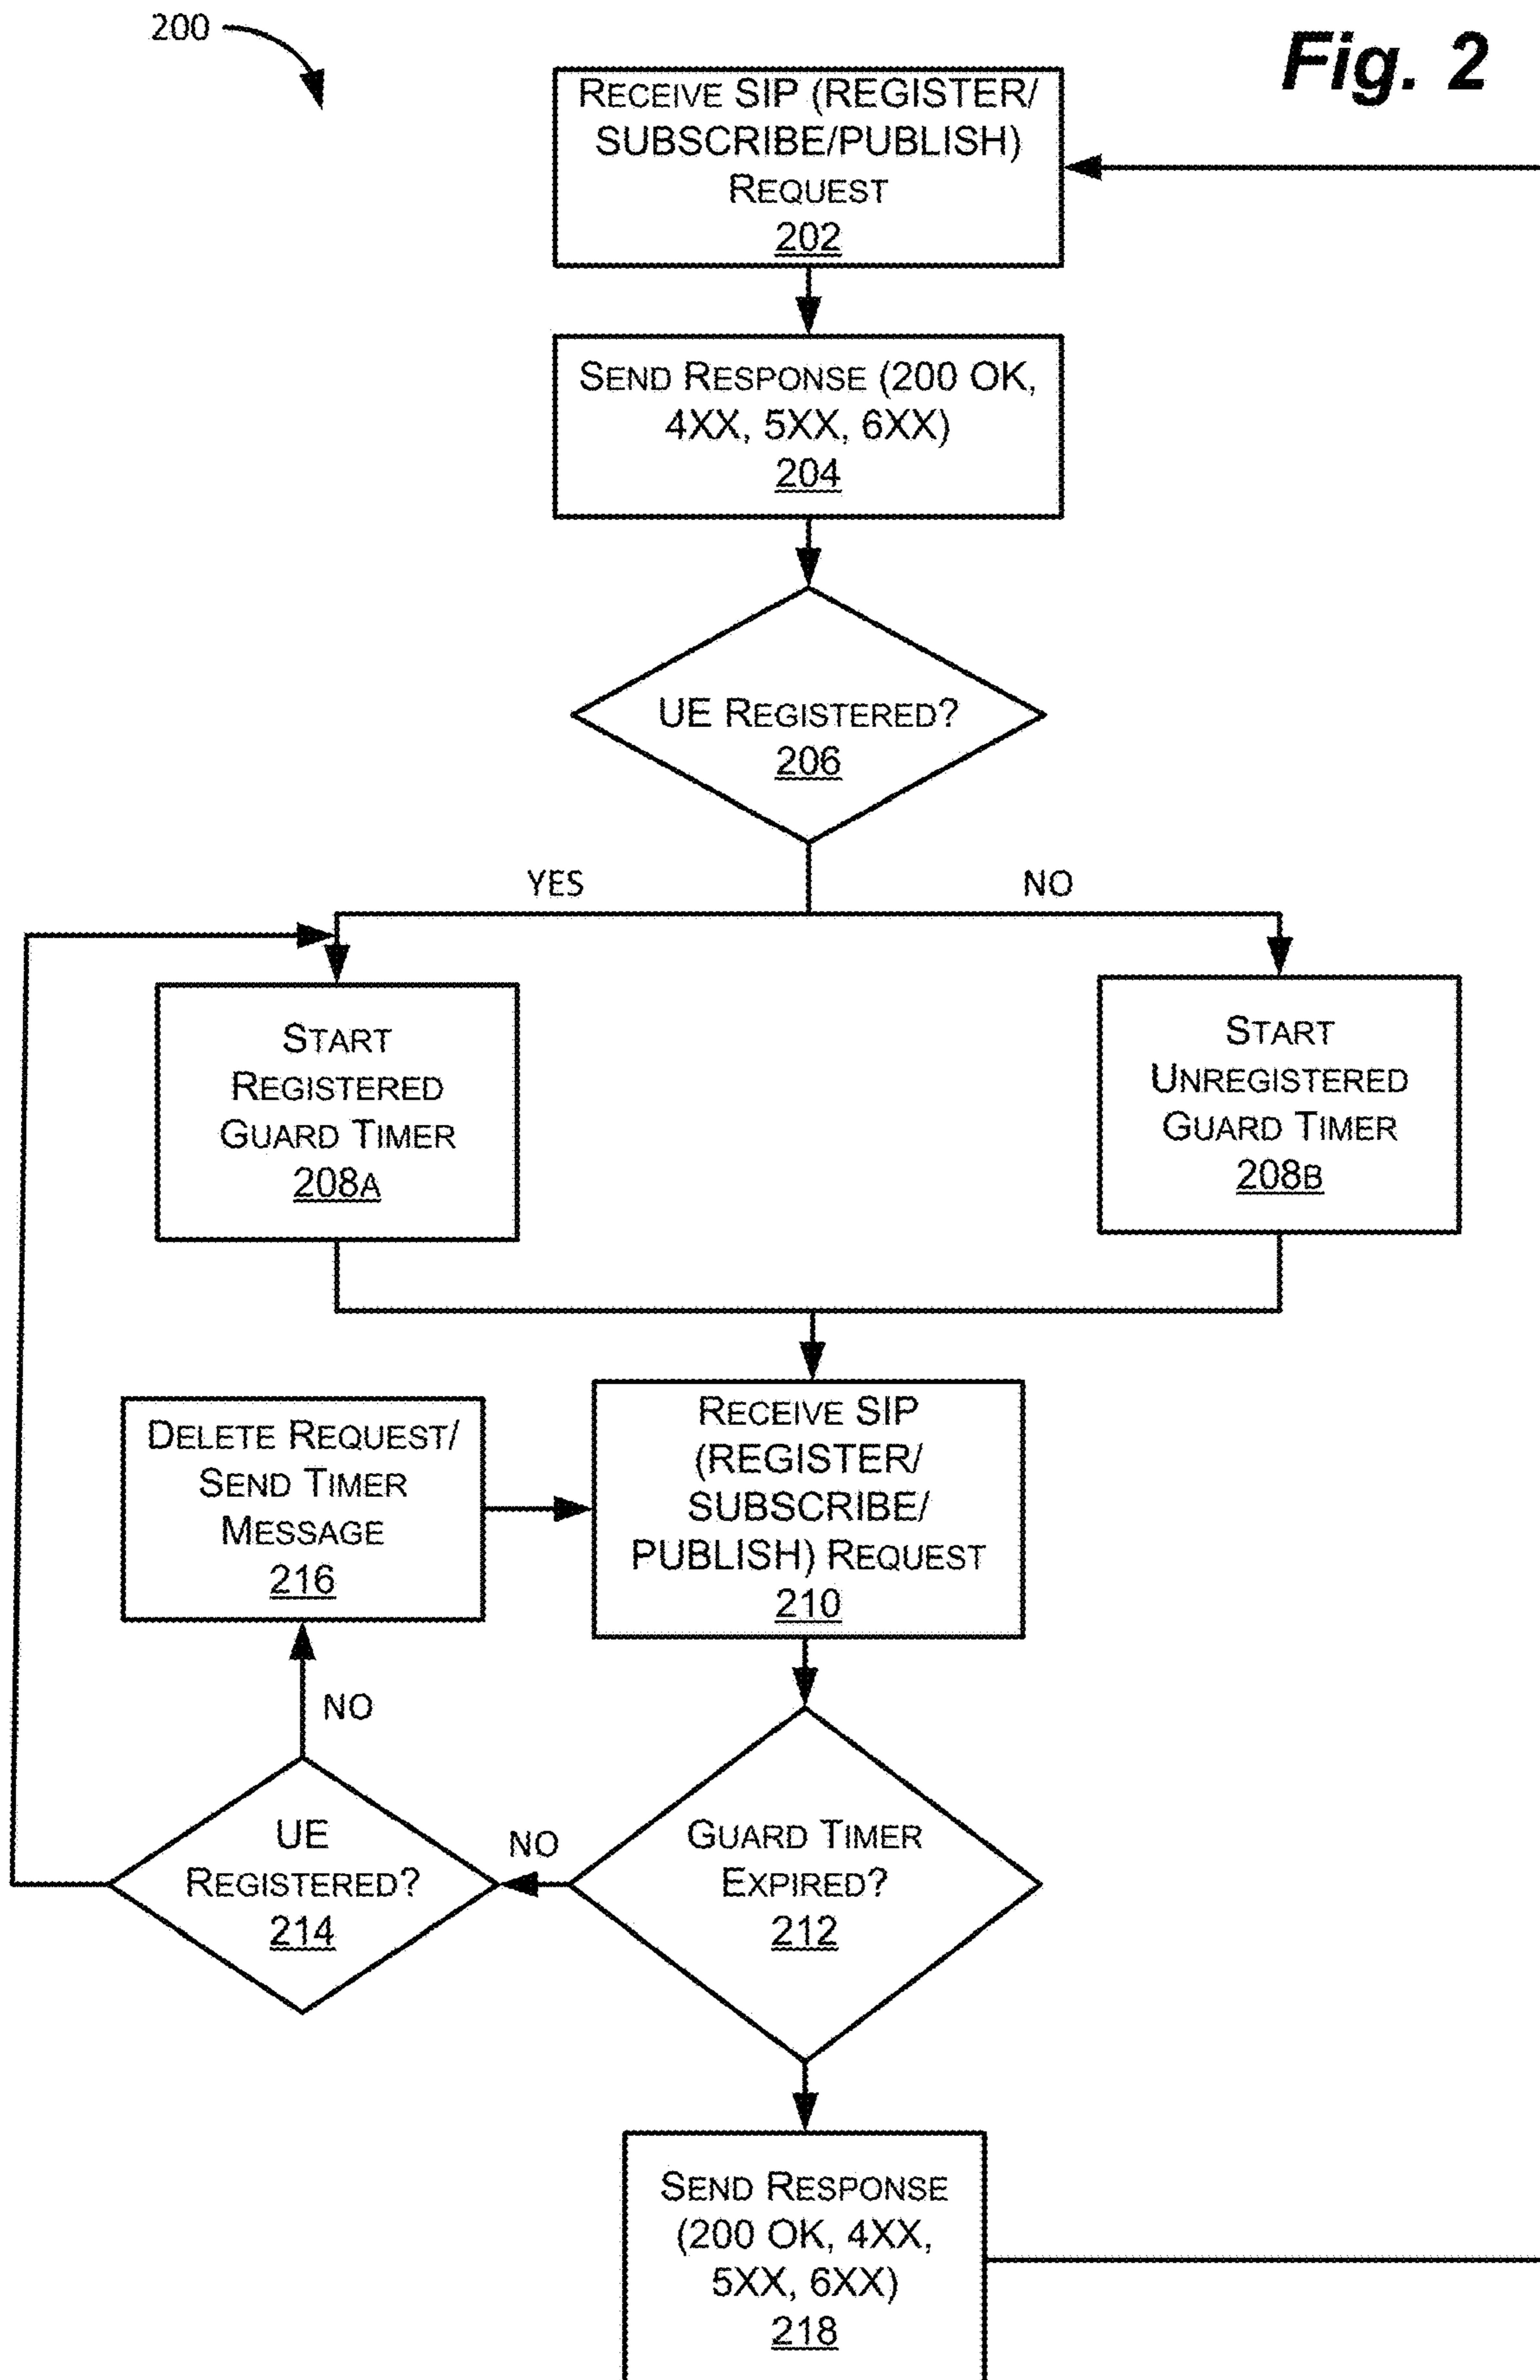 200
Fig. 2
RECEIVE SIP (REGISTER/
SUBSCRIBE/PUBLISH)
REQUEST
202
SEND RESPONSE (200 OK,
4XX, 5XX, 6XX)
204
UE REGISTERED?
206
YES
NO
START
REGISTERED
GUARD TIMER
208A
START
UNREGISTERED
GUARD TIMER
208B
DELETE REQUEST/
SEND TIMER
MESSAGE
216
RECEIVE SIP
(REGISTER/
SUBSCRIBE/
PUBLISH) REQUEST
210
NO
UE
REGISTERED?
214
NO
GUARD TIMER
EXPIRED?
212
SEND RESPONSE
(200 OK, 4XX,
5XX, 6XX)
218